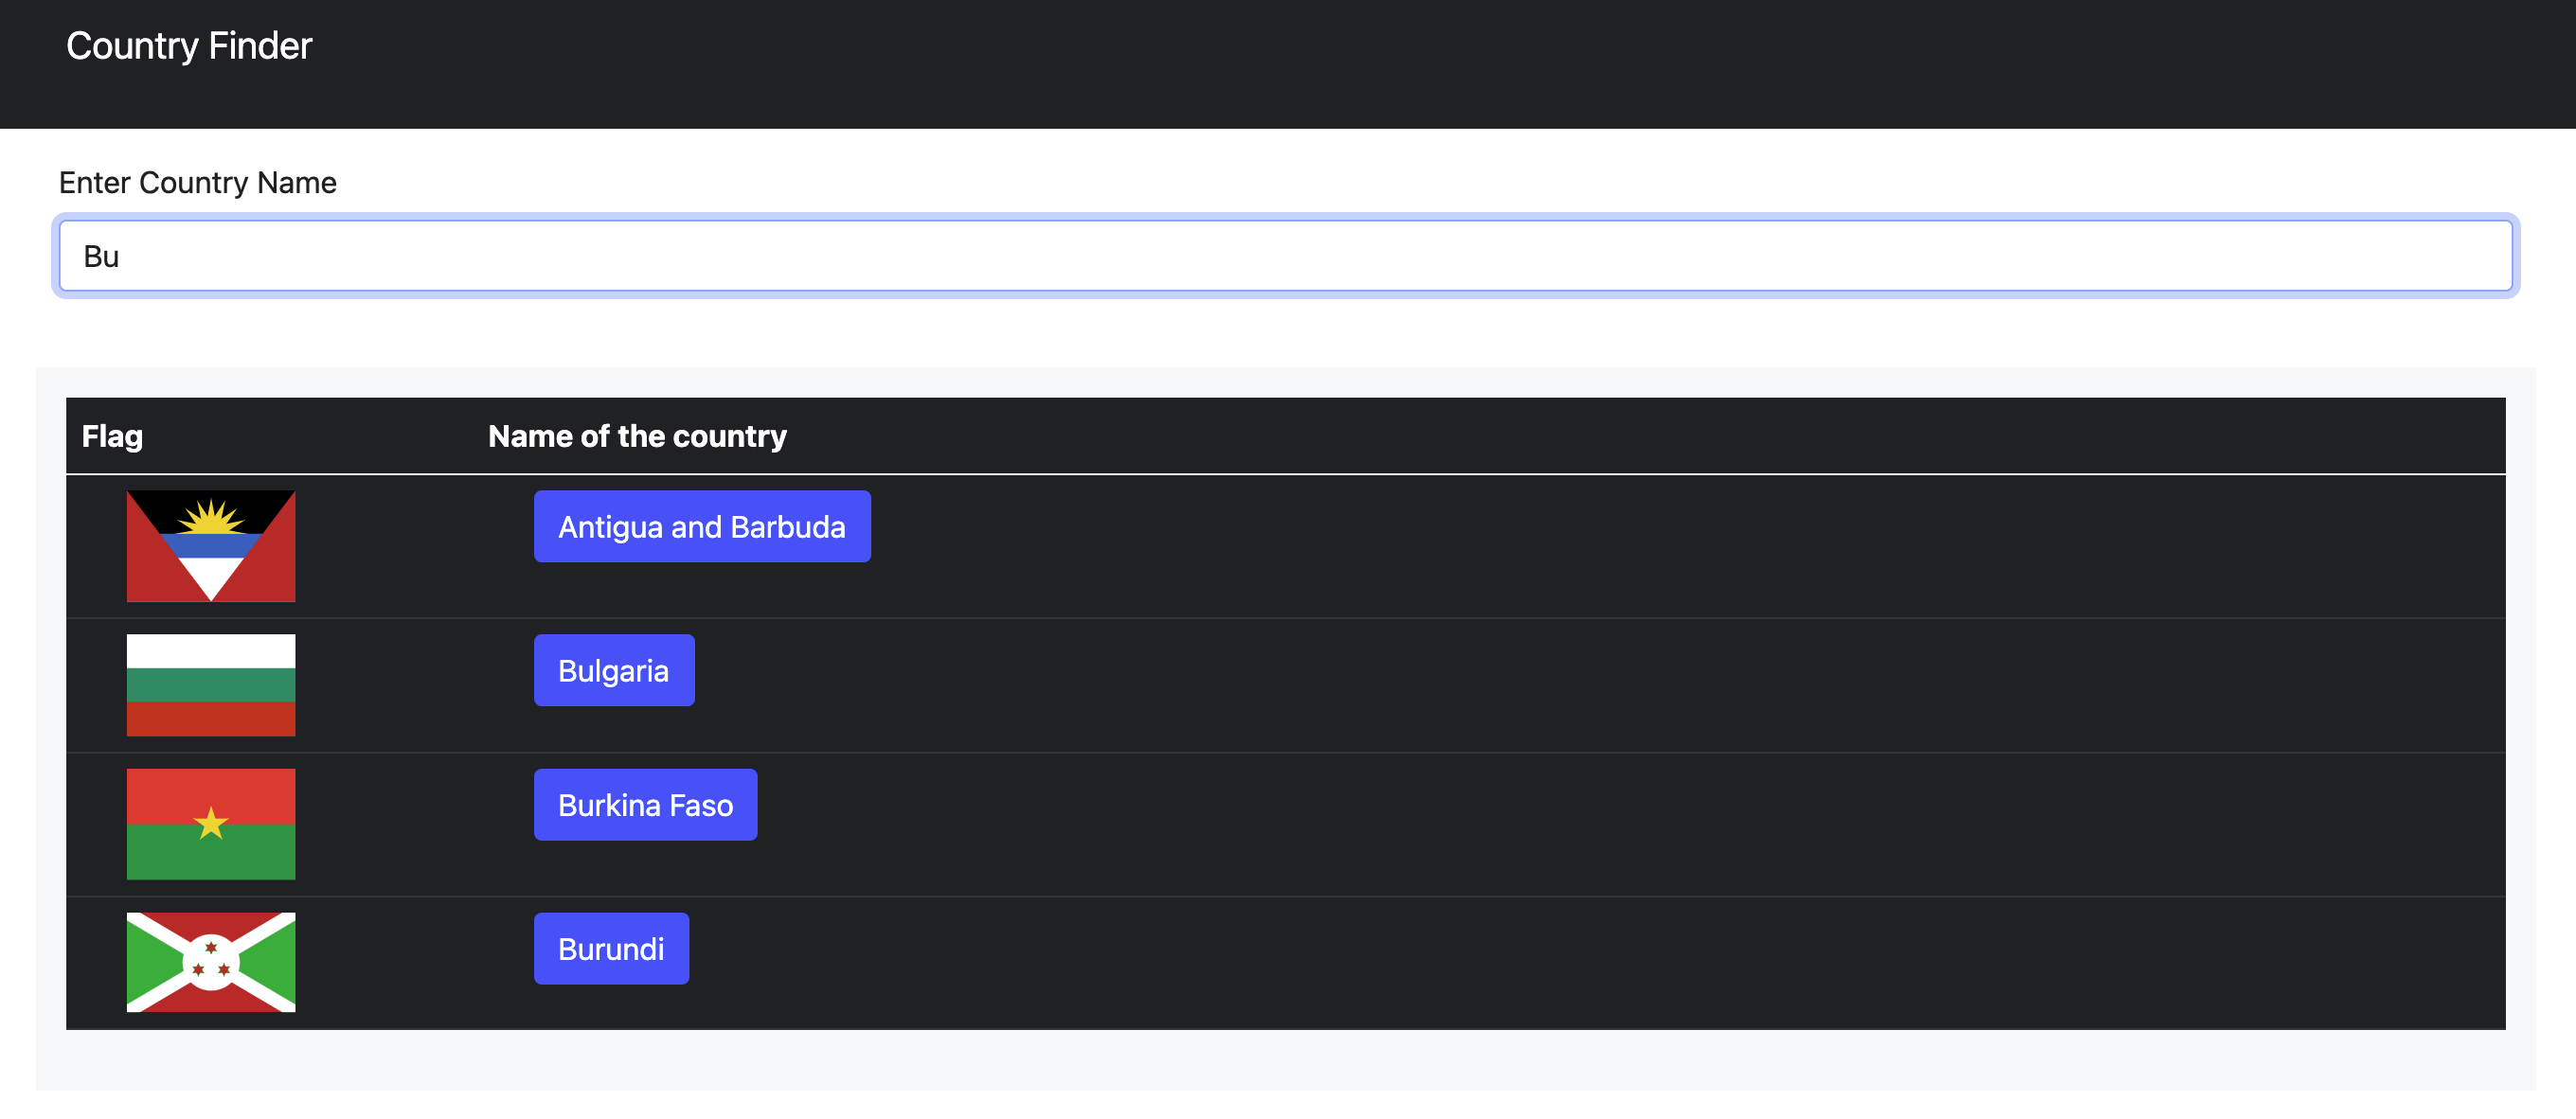 Country Finder
Enter Country Name
Bu
Flag Name of the country
Antigua and Barbuda
Bulgaria
Burkina Faso
Burundi